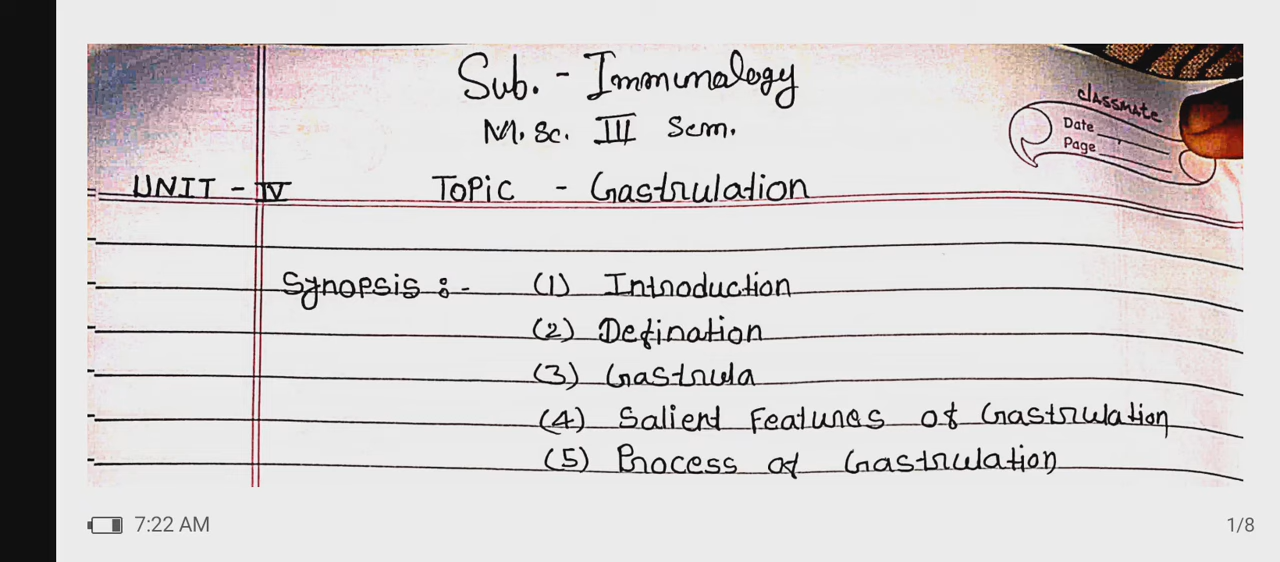 Sub. - Immunology
M. Sc. III Sem.
classmate
Date
Page
UNIT - IV Topic - Gastrulation
Synopsis :- (1) Introduction
(2) Defination
(3) Gastrula
(4) Salient Features of Gastrulation
(5) Process of Gastrulation
7:22 AM 1/8